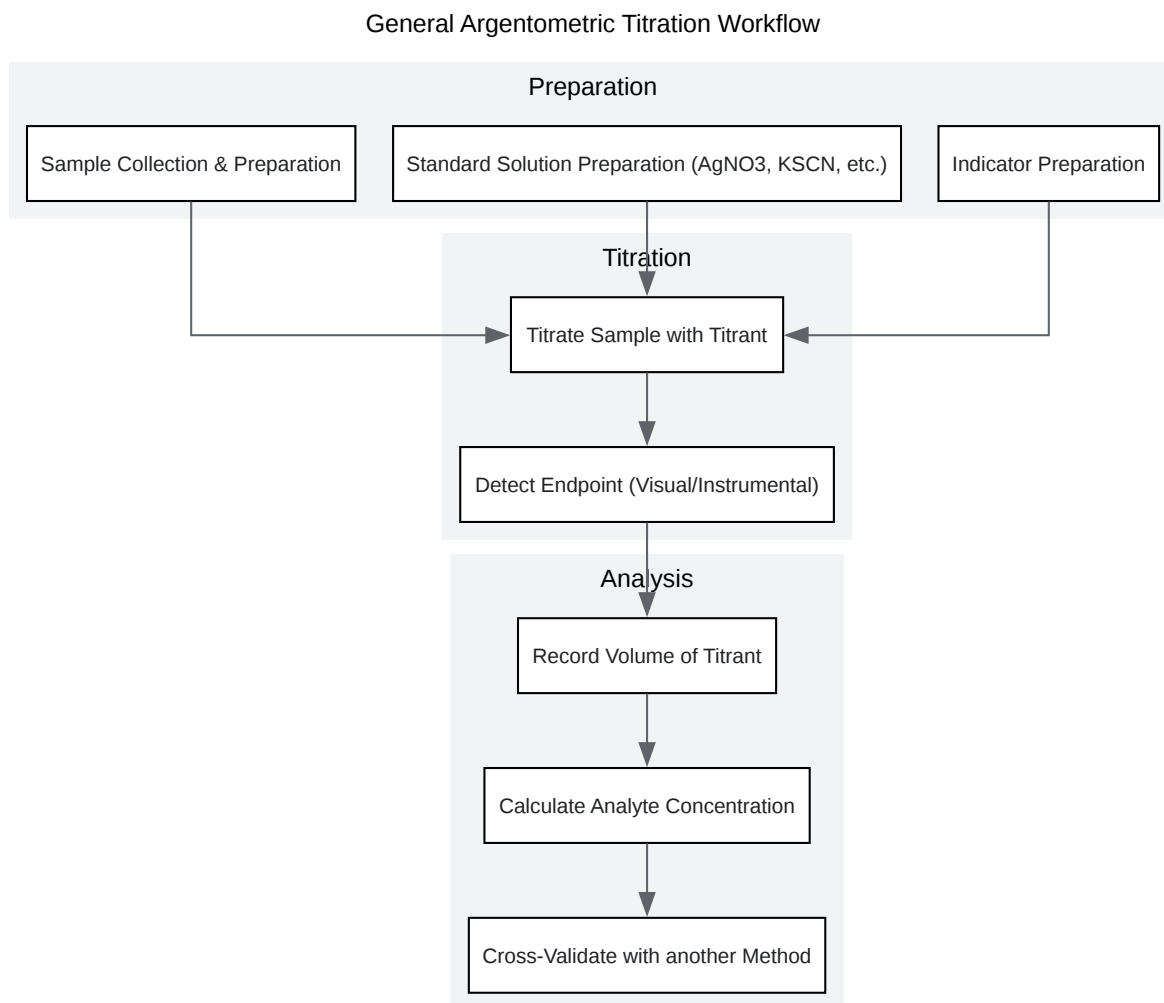 General Argentometric Titration Workflow
Preparation
Sample Collection & Preparation
Standard Solution Preparation (AgNO3, KSCN, etc.)
Indicator Preparation
Titration
Titrate Sample with Titrant
Detect Endpoint (Visual/Instrumental)
Analysis
Record Volume of Titrant
Calculate Analyte Concentration
Cross-Validate with another Method